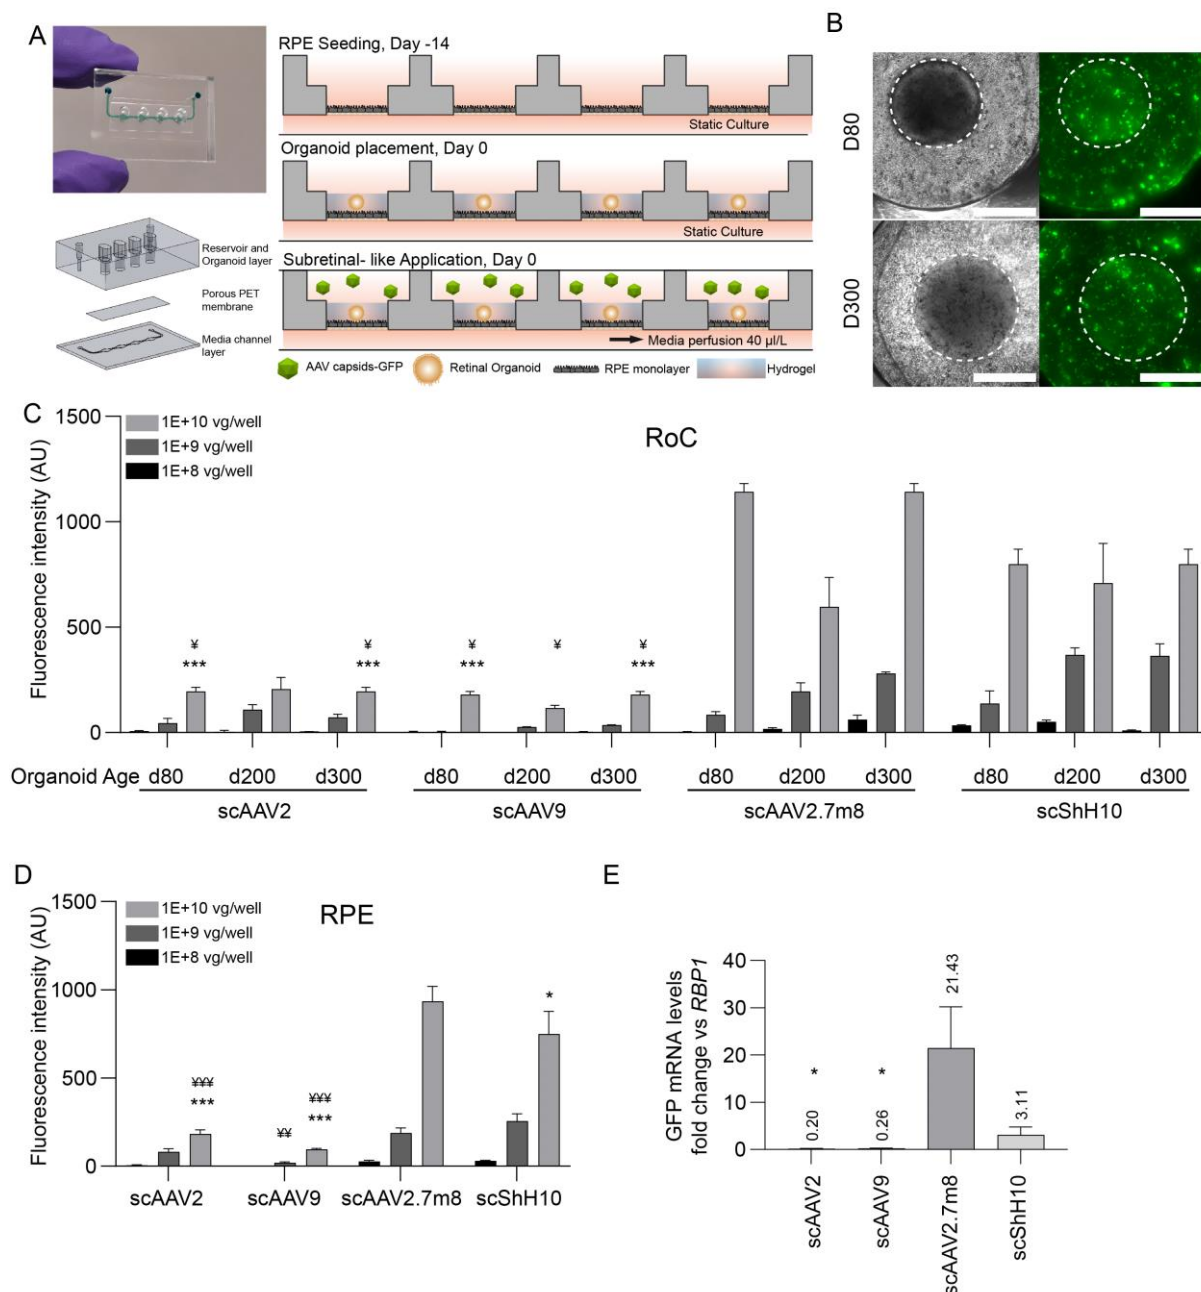 A
RPE Seeding, Day -14
Static Culture
Organoid placement, Day 0
Static Culture
Subretinal- like Application, Day 0
Media perfusion 40 µl/L
Reservoir and
Organoid layer
Porous PET
membrane
Media channel
layer
AAV capsids-GFP
Retinal Organoid
RPE monolayer
Hydrogel
B
D80
D300
C
RoC
1E+10 vg/well
1E+9 vg/well
1E+8 vg/well
Fluorescence intensity (AU)
1500
1000
500
0
¥ ¥ ¥ ¥ ¥
*** *** *** ***
Organoid Age d80 d200 d300 d80 d200 d300 d80 d200 d300 d80 d200 d300
scAAV2 scAAV9 scAAV2.7m8 scShH10
D
RPE
1E+10 vg/well
1E+9 vg/well
1E+8 vg/well
Fluorescence intensity (AU)
1500
1000
500
0
¥¥¥
***
¥¥
¥¥¥
***
*
scAAV2 scAAV9 scAAV2.7m8 scShH10
E
GFP mRNA levels
fold change vs RBP1
40
30
20
10
0
*
0.20
*
0.26
21.43
3.11
scAAV2
scAAV9
scAAV2.7m8
scShH10